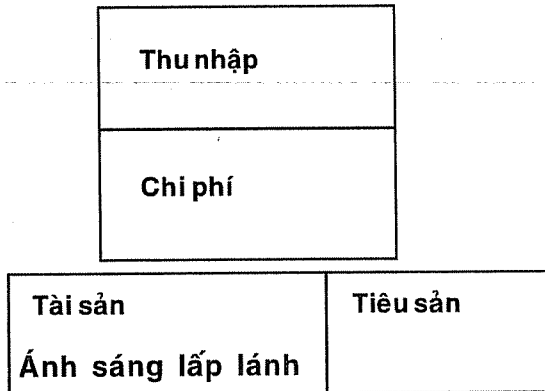 Thu nhập
Chi phí
Tài sản
Tiêu sản
Ánh sáng lấp lánh